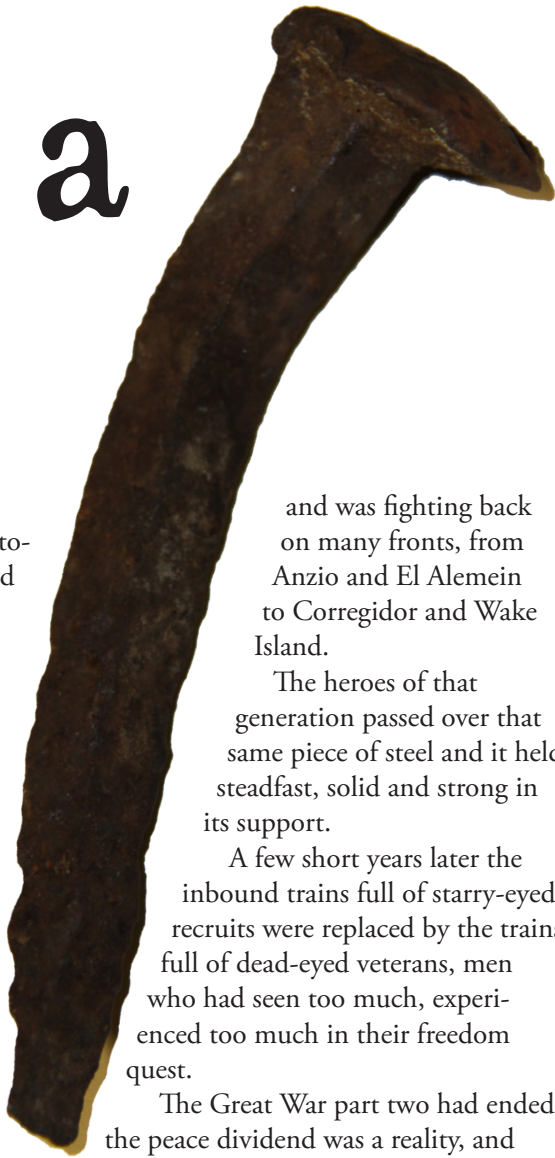 a
to-
d
and was fighting back
on many fronts, from
Anzio and El Alemein
to Corregidor and Wake
Island.
The heroes of that
generation passed over that
same piece of steel and it held
steadfast, solid and strong in
its support.
A few short years later the
inbound trains full of starry-eyed
recruits were replaced by the trains
full of dead-eyed veterans, men
who had seen too much, experi-
enced too much in their freedom
quest.
The Great War part two had ended
the peace dividend was a reality, and